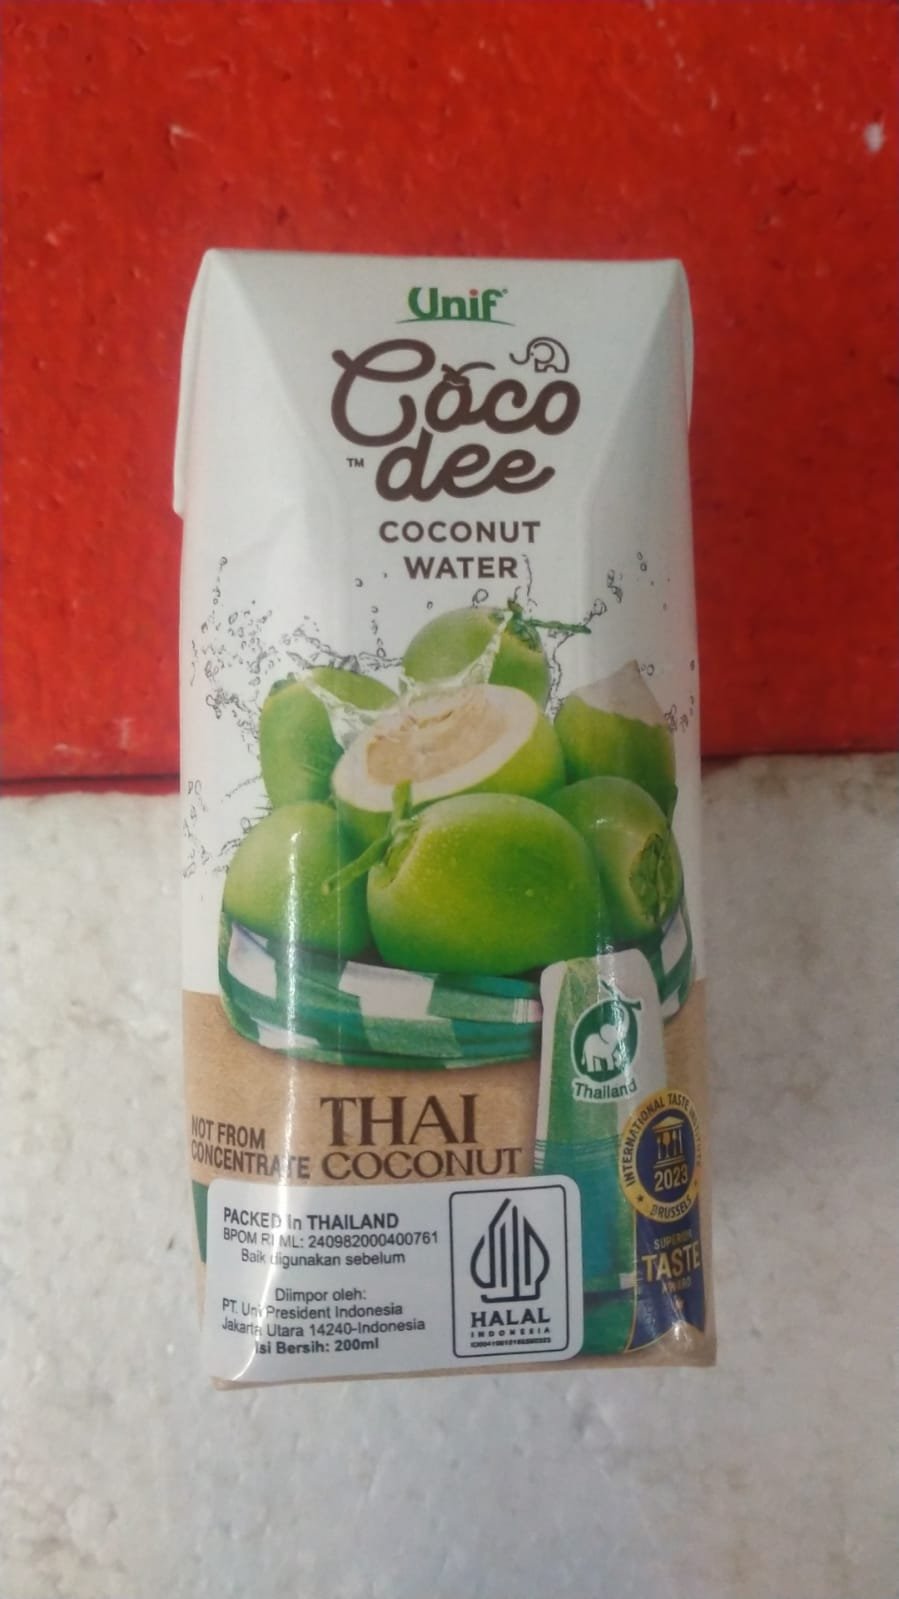 Unif
Coco
dee
TM
COCONUT
WATER
Thailand
NOT FROM
CONCENTRATE
THAI
COCONUT
INTERNATIONAL TASTE
2023
BRUSSELS
SUPERIOR
TASTE
AWARD
PACKED in THAILAND
BPOM RI ML: 240982000400761
Baik digunakan sebelum
Diimpor oleh:
PT. Uni President Indonesia
Jakarta Utara 14240-Indonesia
Isi Bersih: 200ml
HALAL
INDONESIA